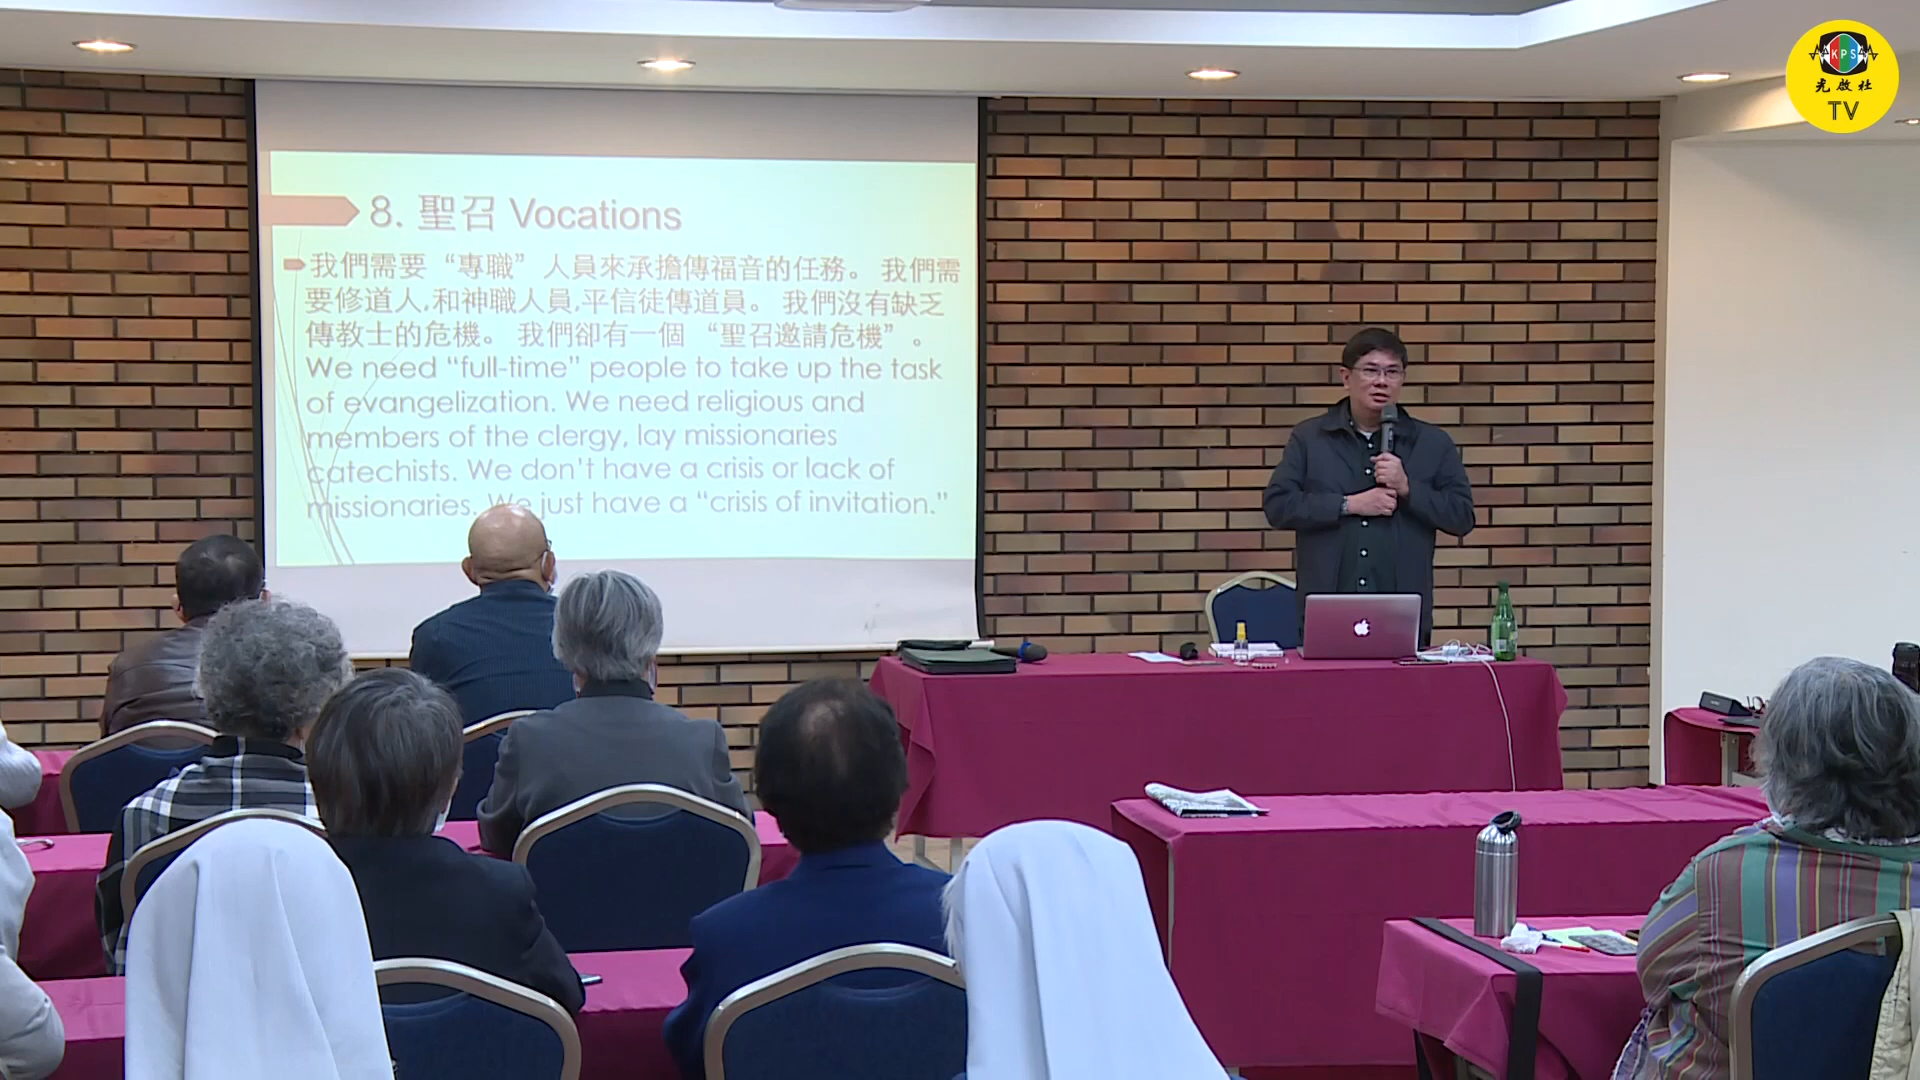 8. 聖召 Vocations
我們需要“專職”人員來承擔傳福音的任務。 我們需
要修道人,和神職人員,平信徒傳道員。 我們沒有缺乏
傳教士的危機。 我們卻有一個 “聖召邀請危機” 。
We need “full-time” people to take up the task
of evangelization. We need religious and
members of the clergy, lay missionaries
catechists. We don’t have a crisis or lack of
missionaries. We just have a “crisis of invitation.”
KPS
光啟社
TV